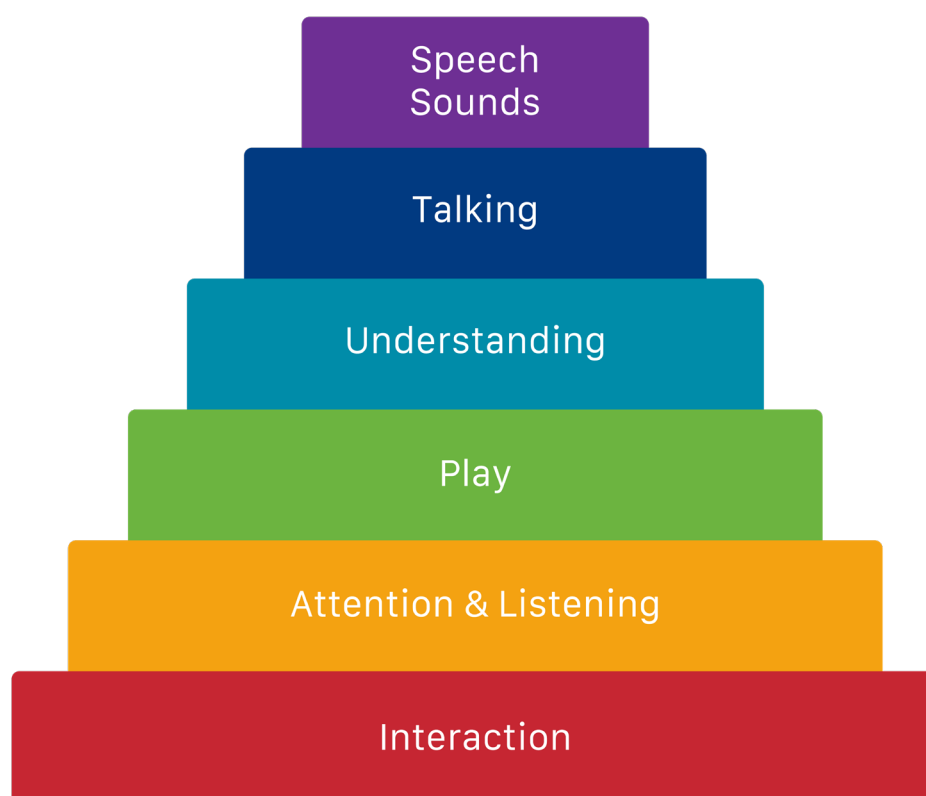 Speech
Sounds
Talking
Understanding
Play
Attention & Listening
Interaction